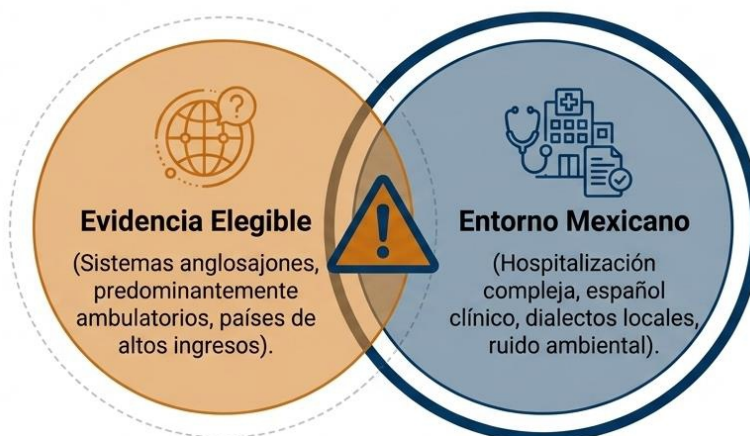 ?
Evidencia Elegible
(Sistemas anglosajones,
predominantemente
ambulatorios, países de
altos ingresos).
!
Entorno Mexicano
(Hospitalización
compleja, español
clínico, dialectos locales,
ruido ambiental).